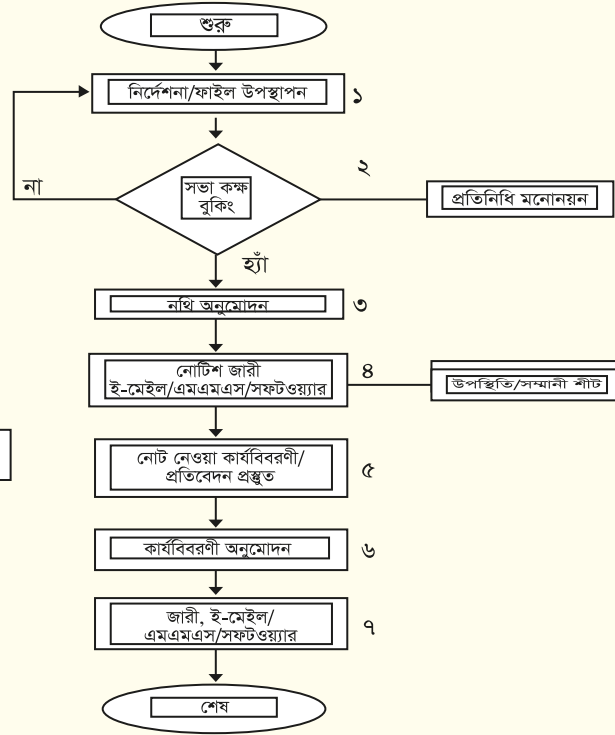 শুরু
নির্দেশনা/ফাইল উপস্থাপন
১
২
না
সভা কক্ষ
বুকিং
প্রতিনিধি মনোনয়ন
হ্যাঁ
নথি অনুমোদন
৩
নোটিশ জারী
ই-মেইল/এমএমএস/সফটওয়্যার
৪
উপস্থিতি/সম্মানী শীট
নোট নেওয়া কার্যবিবরণী/
প্রতিবেদন প্রস্তুত
৫
কার্যবিবরণী অনুমোদন
৬
জারী, ই-মেইল/
এমএমএস/সফটওয়্যার
৭
শেষ